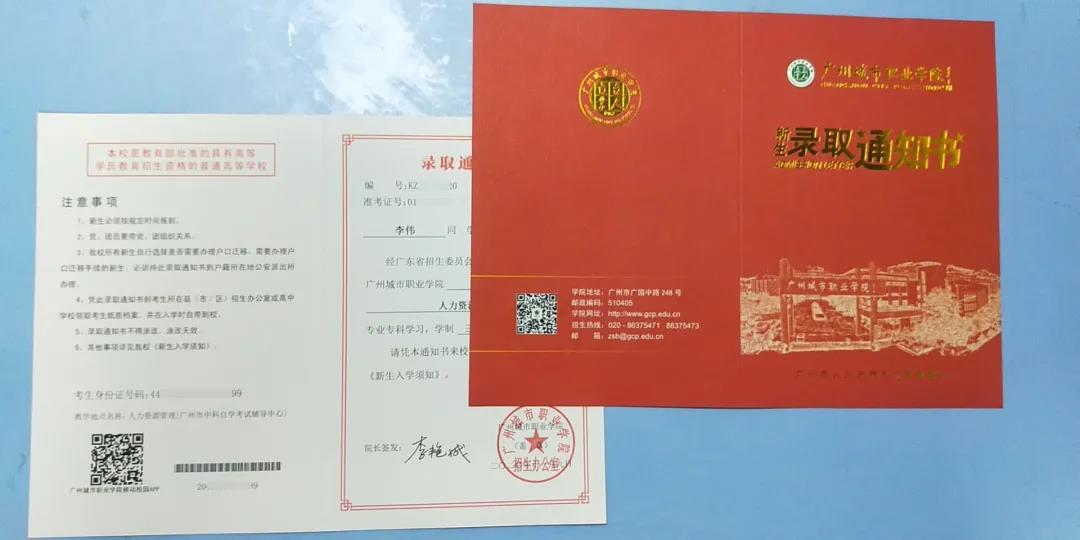 本校是教育部批准的具有高等
学历教育招生资格的普通高等学校
注意事项
1、新生必须按规定时间报到。
2、党、团员要带党、团组织关系。
3、我校所有新生自行选择是否需要办理户口迁移，需要办理户
口迁移手续的新生，必须持此录取通知书到户籍所在地公安派出所
办理。
4、凭此录取通知书到考生所在县（市/区）招生办公室或高中
学校领取考生纸质档案，并在入学时自带到校。
5、录取通知书不得涂改，涂改无效。
6、其他事项详见我校《新生入学须知》。
考生身份证号码:44 99
教学地点名称:人力资源管理[广州市中科自学考试辅导中心]
广州城市职业学院移动校园APP
20 99
录取通
编 号:KZ 20
准考证号:01
李伟 同
经广东省招生委员会
广州城市职业学院
人力资
专业专科学习，学制 三
请凭本通知书来校
《新生入学须知》。
广州城市职业学院
（盖章）
院长签发:
李艳娥
广州城市职业学院
招生办公室
广州城市职业学院
新生
录取通知书
广州城市职业学院
学院地址：广州市广园中路 248 号
邮政编码：510405
学院网址：http://www.gcp.edu.cn
招生热线：020 - 86375471 86375473
邮 箱：zsb@gcp.edu.cn